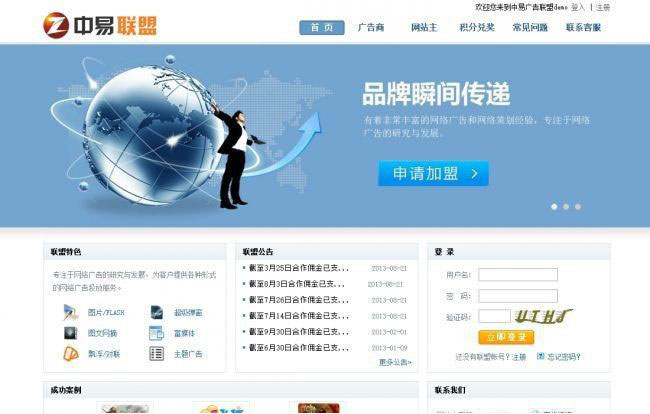 欢迎您来到中易广告联盟demo 登入 | 注册
中易联盟
首 页 广告商 网站主 积分兑奖 常见问题 联系客服
品牌瞬间传递
有着非常丰富的网络广告和网络策划经验，专注于网络
广告的研究与发展。
申请加盟 >
联盟特色
专注于网络广告的研究与发展，为客户提供各种形式
的网络广告投放服务。
图片/FLASH 超级弹窗
图文网摘 富媒体
飘浮/对联 主题广告
联盟公告
截至3月25日合作佣金已支... 2013-08-21
截至8月3日合作佣金已支... 2013-08-21
截至7月26日合作佣金已支... 2013-08-21
截至7月14日合作佣金已支... 2013-08-21
截至9月30日合作佣金已支... 2013-02-01
截至6月30日合作佣金已支... 2013-01-09
更多公告»
登 录
用户名：
密 码：
验证码：
立即登录
还没有联盟帐号？注册 忘记密码？
成功案例
联系我们